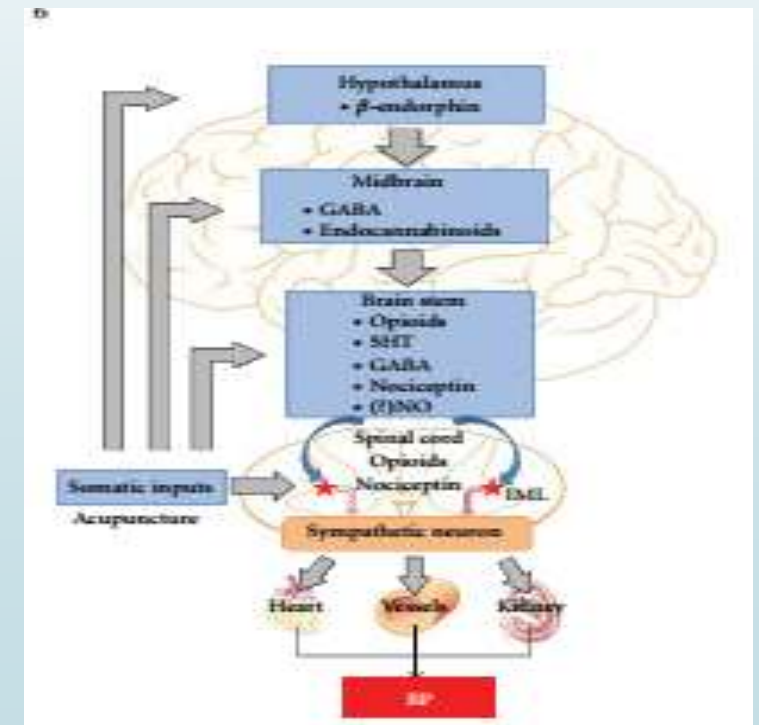 Hypothalamus
• β-endorphin
Midbrain
• GABA
• Endocannabinoids
Brain stem
• Opioids
• 5HT
• GABA
• Nociceptin
• (?)NO
Spinal cord
Opioids
Nociceptin
IML
Somatic inputs
Acupuncture
Sympathetic neuron
Heart Vessels Kidney
BP